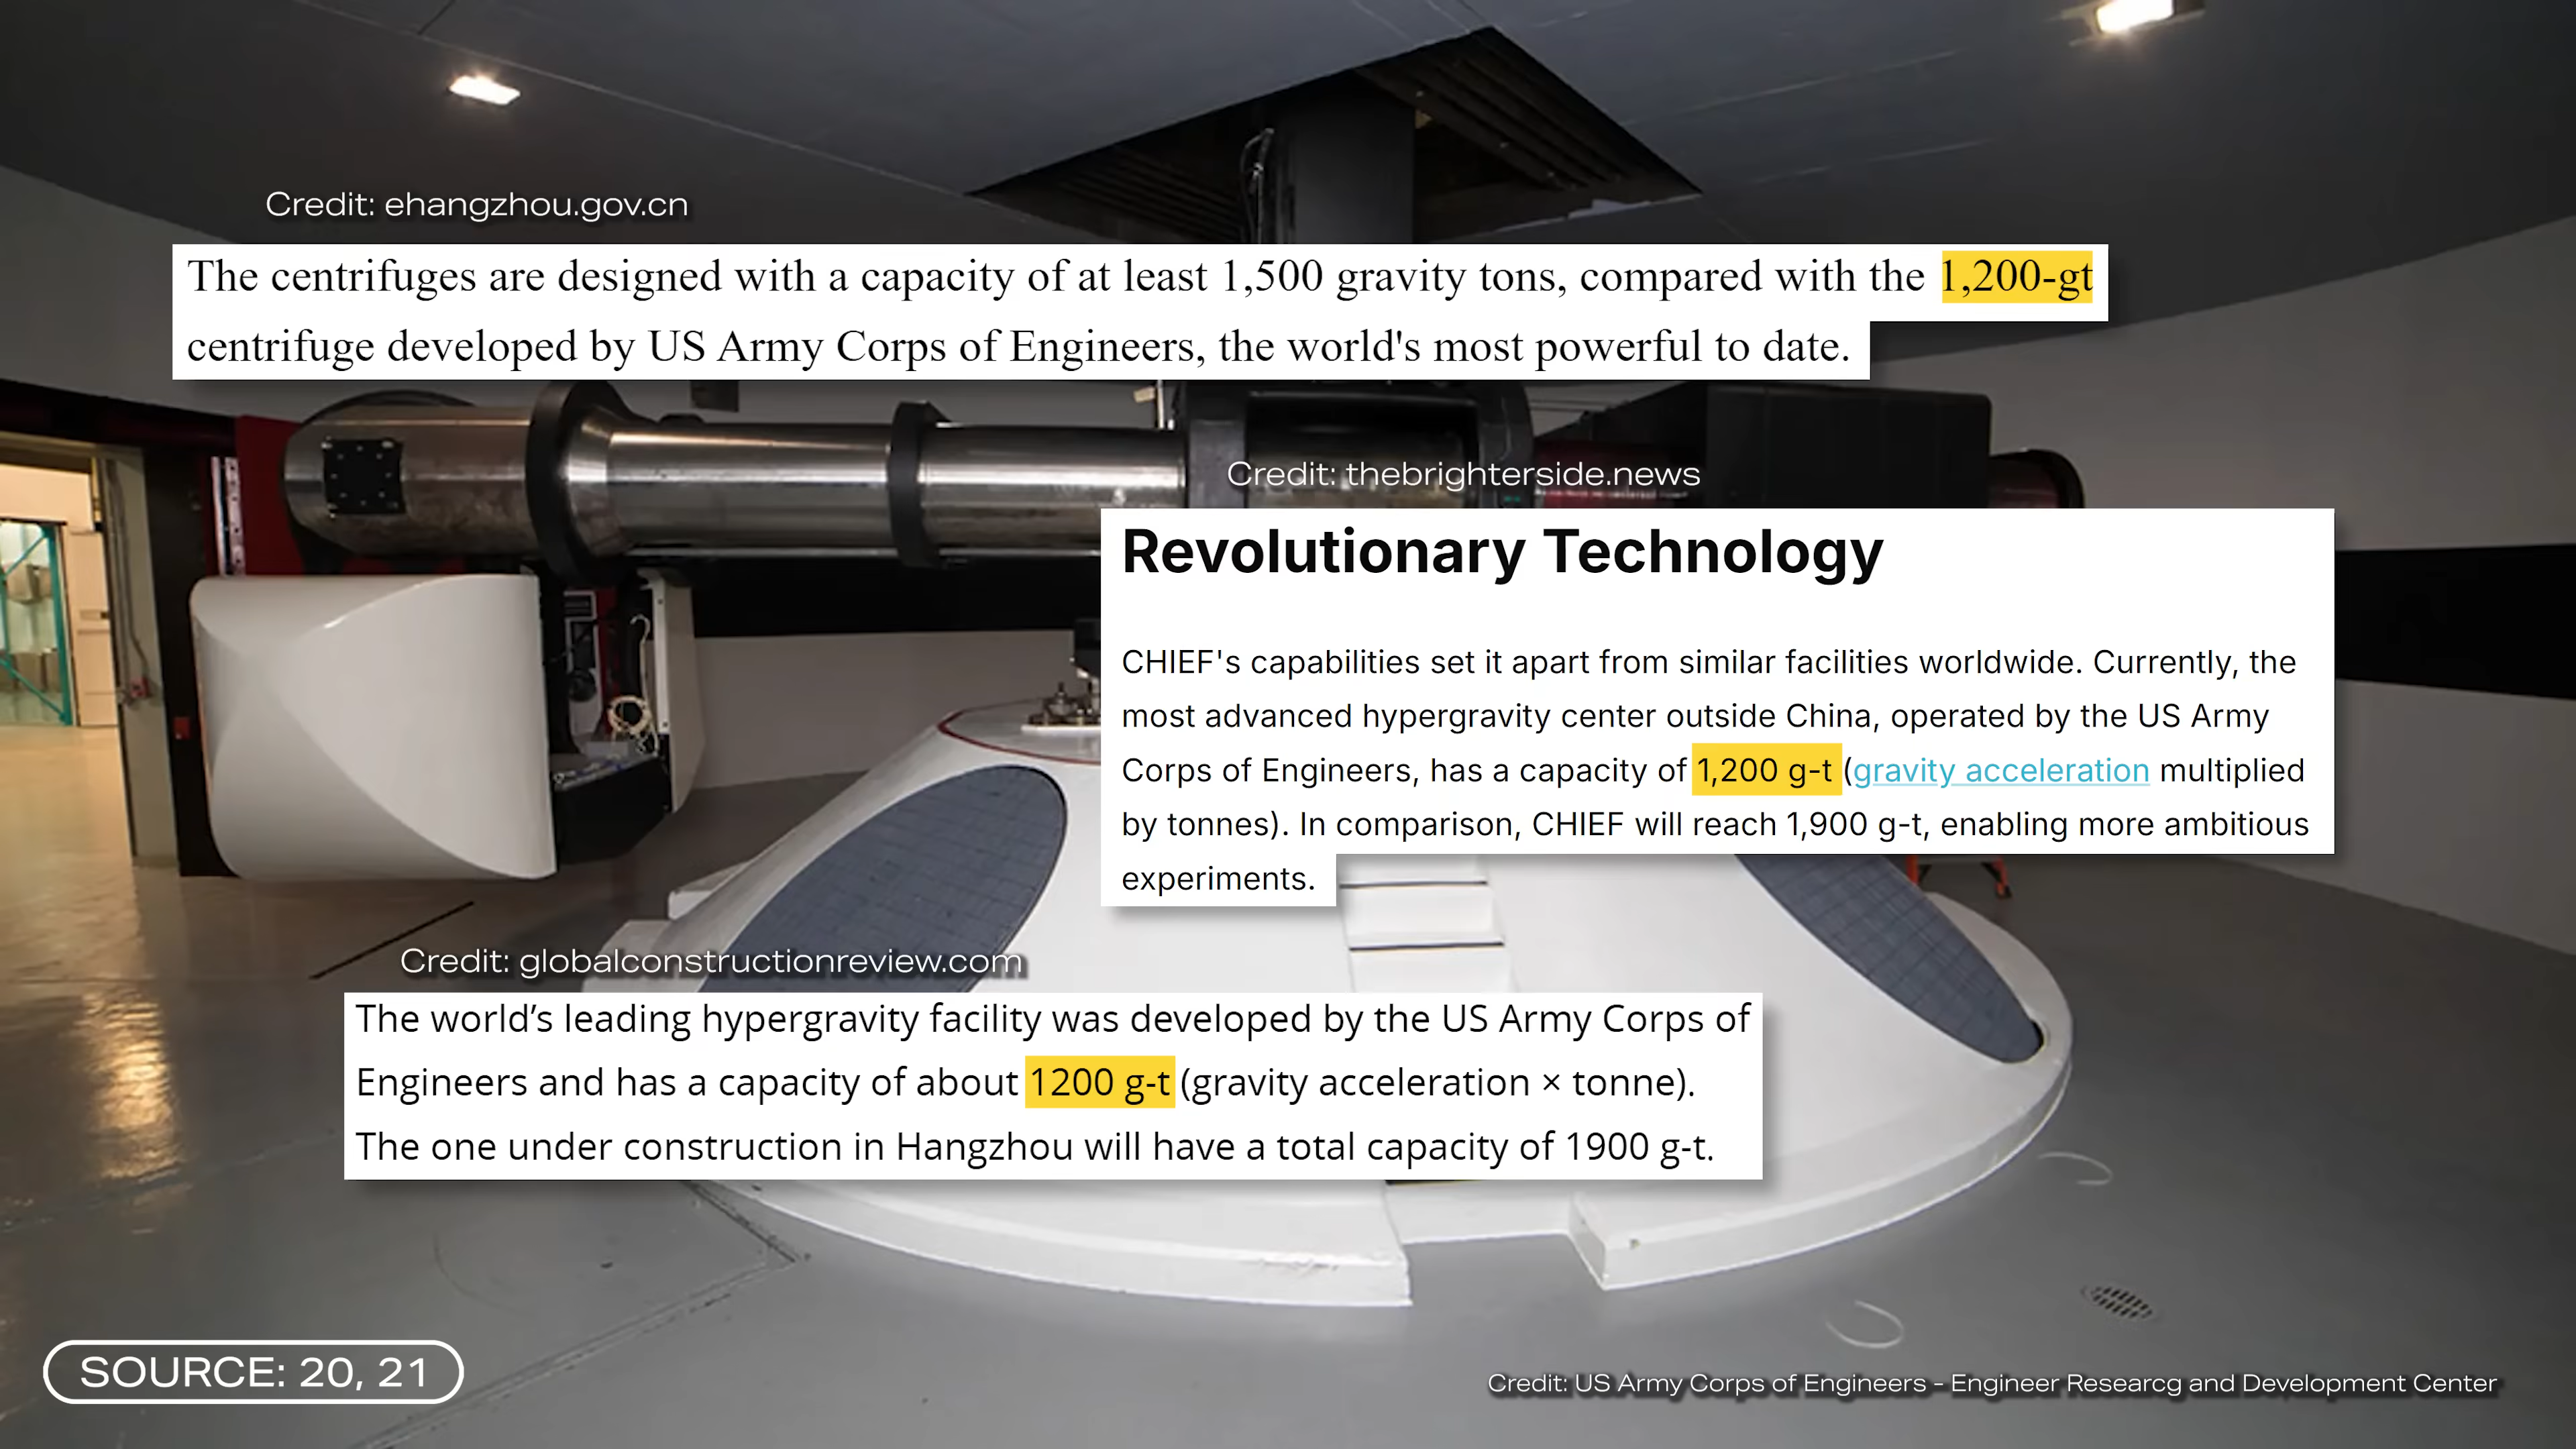 Credit: ehangzhou.gov.cn
The centrifuges are designed with a capacity of at least 1,500 gravity tons, compared with the 1,200-gt
centrifuge developed by US Army Corps of Engineers, the world's most powerful to date.
Credit: thebrighterside.news
Revolutionary Technology
CHIEF's capabilities set it apart from similar facilities worldwide. Currently, the
most advanced hypergravity center outside China, operated by the US Army
Corps of Engineers, has a capacity of 1,200 g-t (gravity acceleration multiplied
by tonnes). In comparison, CHIEF will reach 1,900 g-t, enabling more ambitious
experiments.
Credit: globalconstructionreview.com
The world’s leading hypergravity facility was developed by the US Army Corps of
Engineers and has a capacity of about 1200 g-t (gravity acceleration × tonne).
The one under construction in Hangzhou will have a total capacity of 1900 g-t.
SOURCE: 20, 21
Credit: US Army Corps of Engineers - Engineer Researcg and Development Center